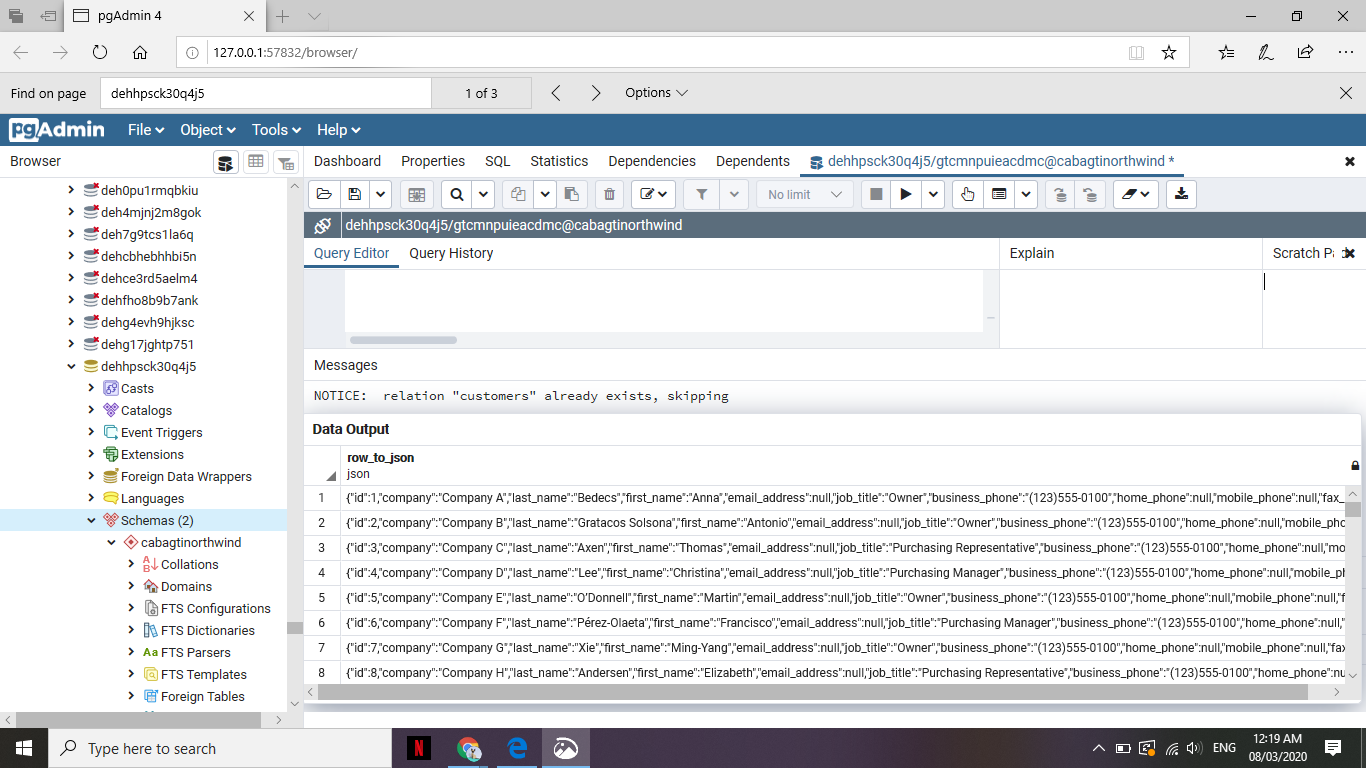 pgAdmin 4
127.0.0.1:57832/browser/
Find on page
dehhpsck30q4j5
1 of 3
Options
pgAdmin
File
Object
Tools
Help
Browser
Dashboard
Properties
SQL
Statistics
Dependencies
Dependents
dehhpsck30q4j5/gtcmnpuieacdmc@cabagtinorthwind *
No limit
deh0pu1rmqbkiu
deh4mjnj2m8gok
deh7g9tcs1la6q
dehcbhebhhbi5n
dehce3rd5aelm4
dehfho8b9b7ank
dehg4evh9hjksc
dehg17jghtp751
dehhpsck30q4j5
Casts
Catalogs
Event Triggers
Extensions
Foreign Data Wrappers
Languages
Schemas (2)
cabagtinorthwind
Collations
Domains
FTS Configurations
FTS Dictionaries
FTS Parsers
FTS Templates
Foreign Tables
dehhpsck30q4j5/gtcmnpuieacdmc@cabagtinorthwind
Query Editor
Query History
Explain
Scratch
Messages
NOTICE:  relation "customers" already exists, skipping
Data Output
row_to_json
json
1 {"id":1,"company":"Company A","last_name":"Bedecs","first_name":"Anna","email_address":null,"job_title":"Owner","business_phone":"(123)555-0100","home_phone":null,"mobile_phone":null,"fax_
2 {"id":2,"company":"Company B","last_name":"Gratacos Solsona","first_name":"Antonio","email_address":null,"job_title":"Owner","business_phone":"(123)555-0100","home_phone":null,"mobile_pho
3 {"id":3,"company":"Company C","last_name":"Axen","first_name":"Thomas","email_address":null,"job_title":"Purchasing Representative","business_phone":"(123)555-0100","home_phone":null,"mo
4 {"id":4,"company":"Company D","last_name":"Lee","first_name":"Christina","email_address":null,"job_title":"Purchasing Manager","business_phone":"(123)555-0100","home_phone":null,"mobile_p
5 {"id":5,"company":"Company E","last_name":"O'Donnell","first_name":"Martin","email_address":null,"job_title":"Owner","business_phone":"(123)555-0100","home_phone":null,"mobile_phone":null,"f
6 {"id":6,"company":"Company F","last_name":"Pérez-Olaeta","first_name":"Francisco","email_address":null,"job_title":"Purchasing Manager","business_phone":"(123)555-0100","home_phone":null,"
7 {"id":7,"company":"Company G","last_name":"Xie","first_name":"Ming-Yang","email_address":null,"job_title":"Owner","business_phone":"(123)555-0100","home_phone":null,"mobile_phone":null,"fax
8 {"id":8,"company":"Company H","last_name":"Andersen","first_name":"Elizabeth","email_address":null,"job_title":"Purchasing Representative","business_phone":"(123)555-0100","home_phone":nu
Type here to search
N
ENG
12:19 AM
08/03/2020